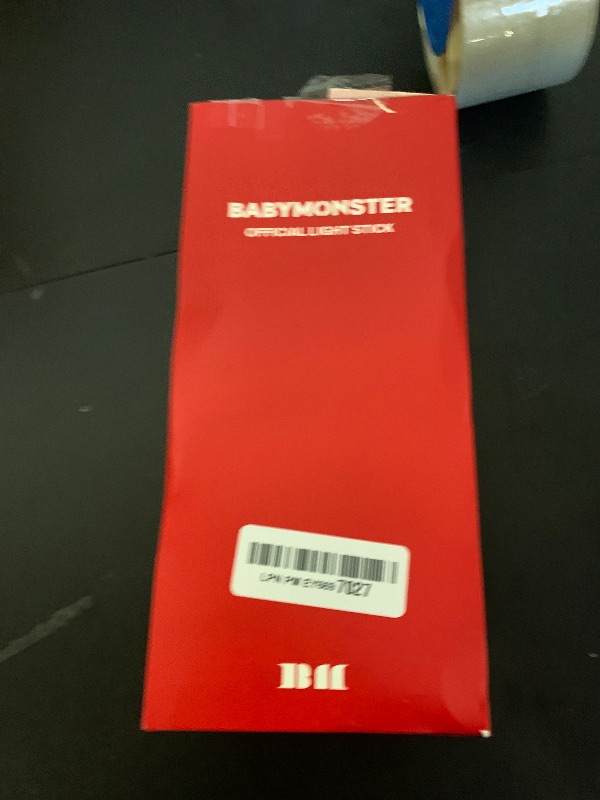 BABYMONSTER
OFFICIAL LIGHT STICK
7027
BM